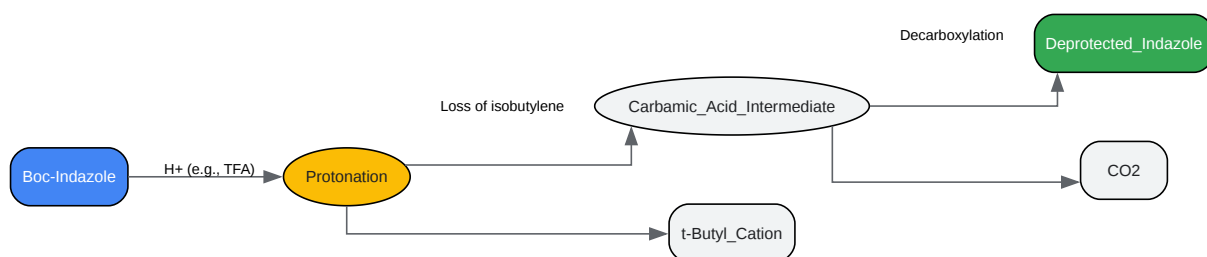 Boc-Indazole
H+ (e.g., TFA)
Protonation
Loss of isobutylene
t-Butyl_Cation
Carbamic_Acid_Intermediate
Decarboxylation
Deprotected_Indazole
CO2